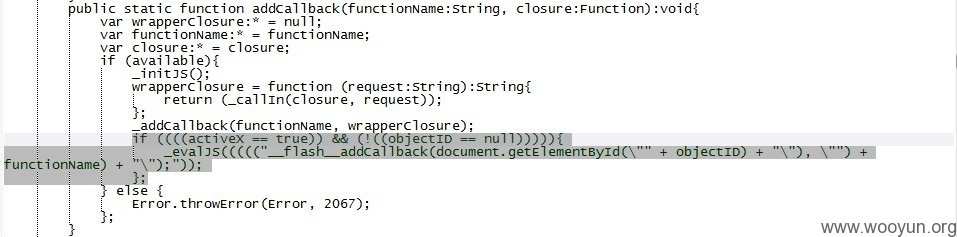 public static function addCallback(functionName:String, closure:Function):void{
var wrapperClosure:* = null;
var functionName:* = functionName;
var closure:* = closure;
if (available){
_initJS();
wrapperClosure = function (request:String):String{
return (_callIn(closure, request));
};
_addCallback(functionName, wrapperClosure);
if ((((activeX == true)) && (!((objectID == null))))){
_evalJS((((("__flash__addCallback(document.getElementById(\"" + objectID) + "\"), \"") +
functionName) + "\");"));
};
} else {
Error.throwError(Error, 2067);
};
}
www.wooyun.org